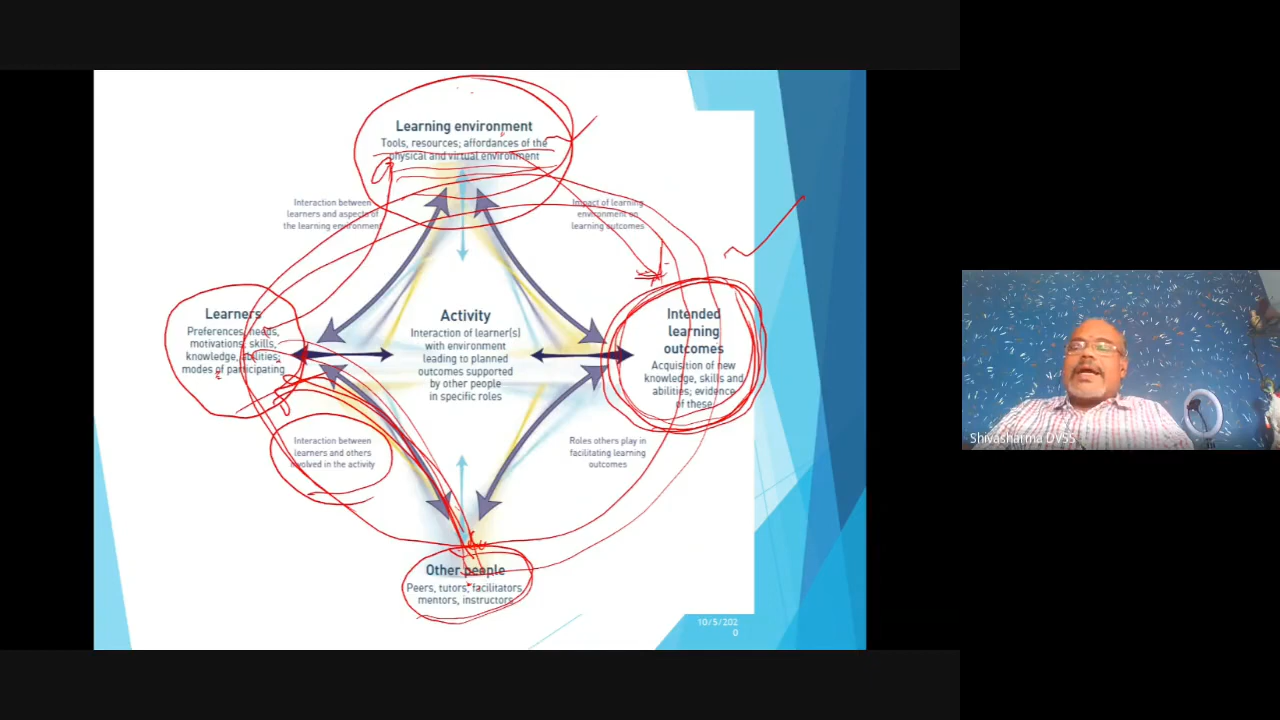 Learning environment
Tools, resources; affordances of the
physical and virtual environment
Interaction between
learners and aspects of
the learning environment
Impact of learning
environment on
learning outcomes
Learners
Preferences, needs,
motivations, skills,
knowledge, abilities;
modes of participating
Activity
Interaction of learner(s)
with environment
leading to planned
outcomes supported
by other people
in specific roles
Intended
learning
outcomes
Acquisition of new
knowledge, skills and
abilities; evidence
of these
Interaction between
learners and others
involved in the activity
Roles others play in
facilitating learning
outcomes
Other people
Peers, tutors, facilitators,
mentors, instructors
10/5/202
0
Shivasharma DVSS